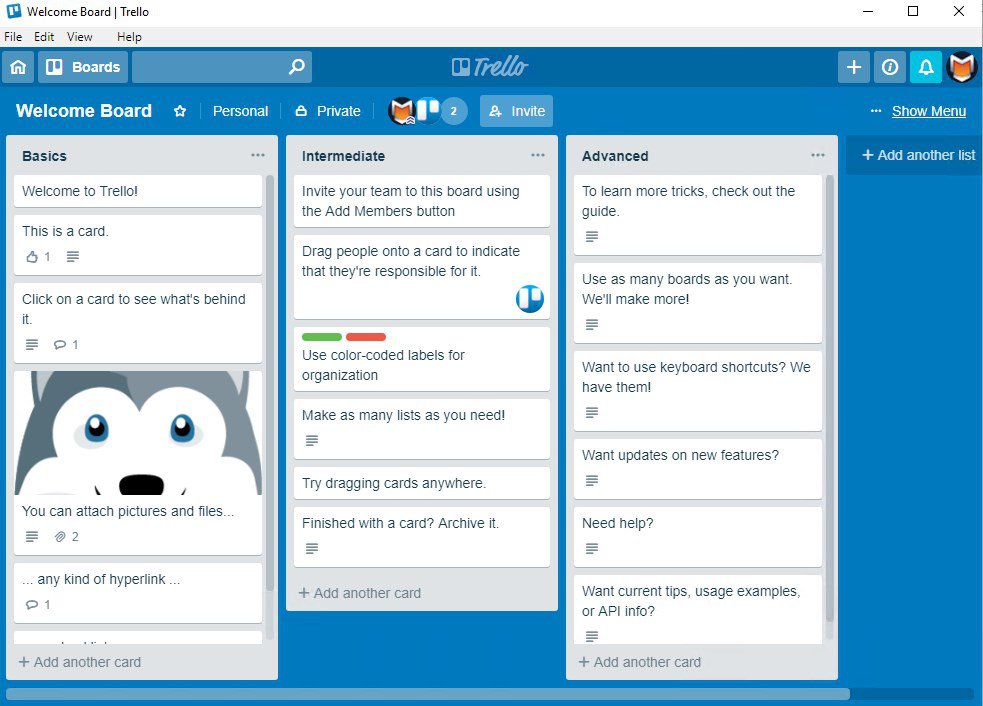 Welcome Board | Trello
File Edit View Help
Boards
Trello
Welcome Board Personal Private 2 Invite ... Show Menu
Basics
Welcome to Trello!
This is a card.
1
Click on a card to see what's behind
it.
1
You can attach pictures and files...
2
... any kind of hyperlink ...
1
+ Add another card
Intermediate
Invite your team to this board using
the Add Members button
Drag people onto a card to indicate
that they're responsible for it.
Use color-coded labels for
organization
Make as many lists as you need!
Try dragging cards anywhere.
Finished with a card? Archive it.
+ Add another card
Advanced
To learn more tricks, check out the
guide.
Use as many boards as you want.
We'll make more!
Want to use keyboard shortcuts? We
have them!
Want updates on new features?
Need help?
Want current tips, usage examples,
or API info?
+ Add another card
+ Add another list